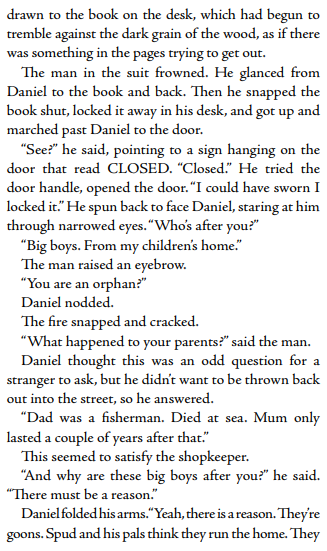 drawn to the book on the desk, which had begun to
tremble against the dark grain of the wood, as if there
was something in the pages trying to get out.
The man in the suit frowned. He glanced from
Daniel to the book and back. Then he snapped the
book shut, locked it away in his desk, and got up and
marched past Daniel to the door.
“See?” he said, pointing to a sign hanging on the
door that read CLOSED. “Closed.” He tried the
door handle, opened the door. “I could have sworn I
locked it.” He spun back to face Daniel, staring at him
through narrowed eyes. “Who’s after you?”
“Big boys. From my children’s home.”
The man raised an eyebrow.
“You are an orphan?”
Daniel nodded.
The fire snapped and cracked.
“What happened to your parents?” said the man.
Daniel thought this was an odd question for a
stranger to ask, but he didn’t want to be thrown back
out into the street, so he answered.
“Dad was a fisherman. Died at sea. Mum only
lasted a couple of years after that.”
This seemed to satisfy the shopkeeper.
“And why are these big boys after you?” he said.
“There must be a reason.”
Daniel folded his arms. “Yeah, there is a reason. They’re
goons. Spud and his pals think they run the home. They